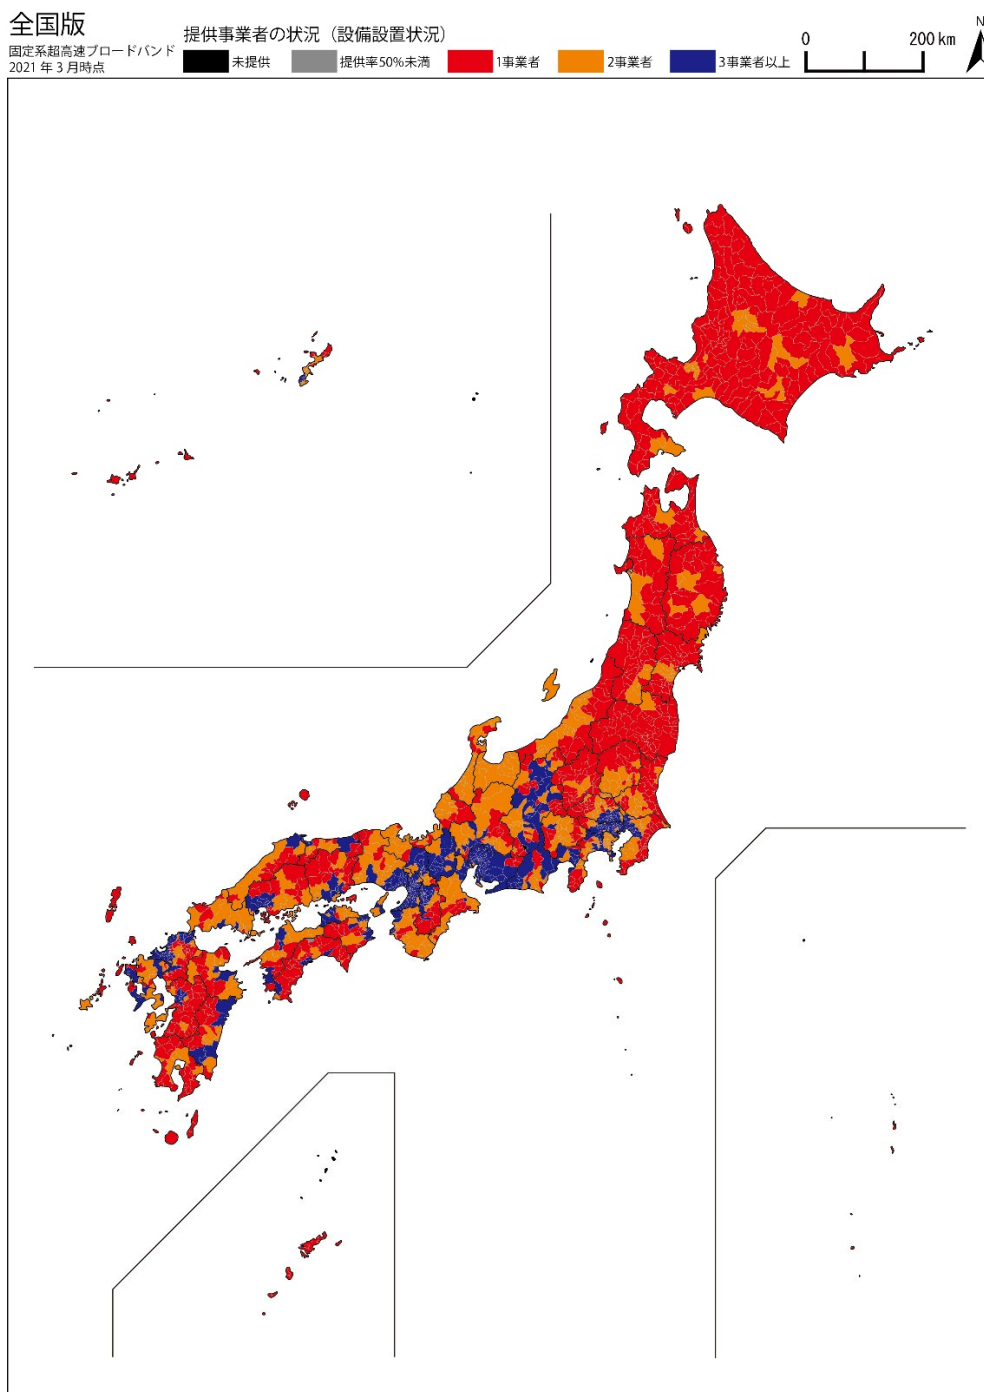 全国版
固定系超高速ブロードバンド
2021 年 3 月時点
提供事業者の状況（設備設置状況）
未提供
提供率50%未満
1事業者
2事業者
3事業者以上
0
200 km
N